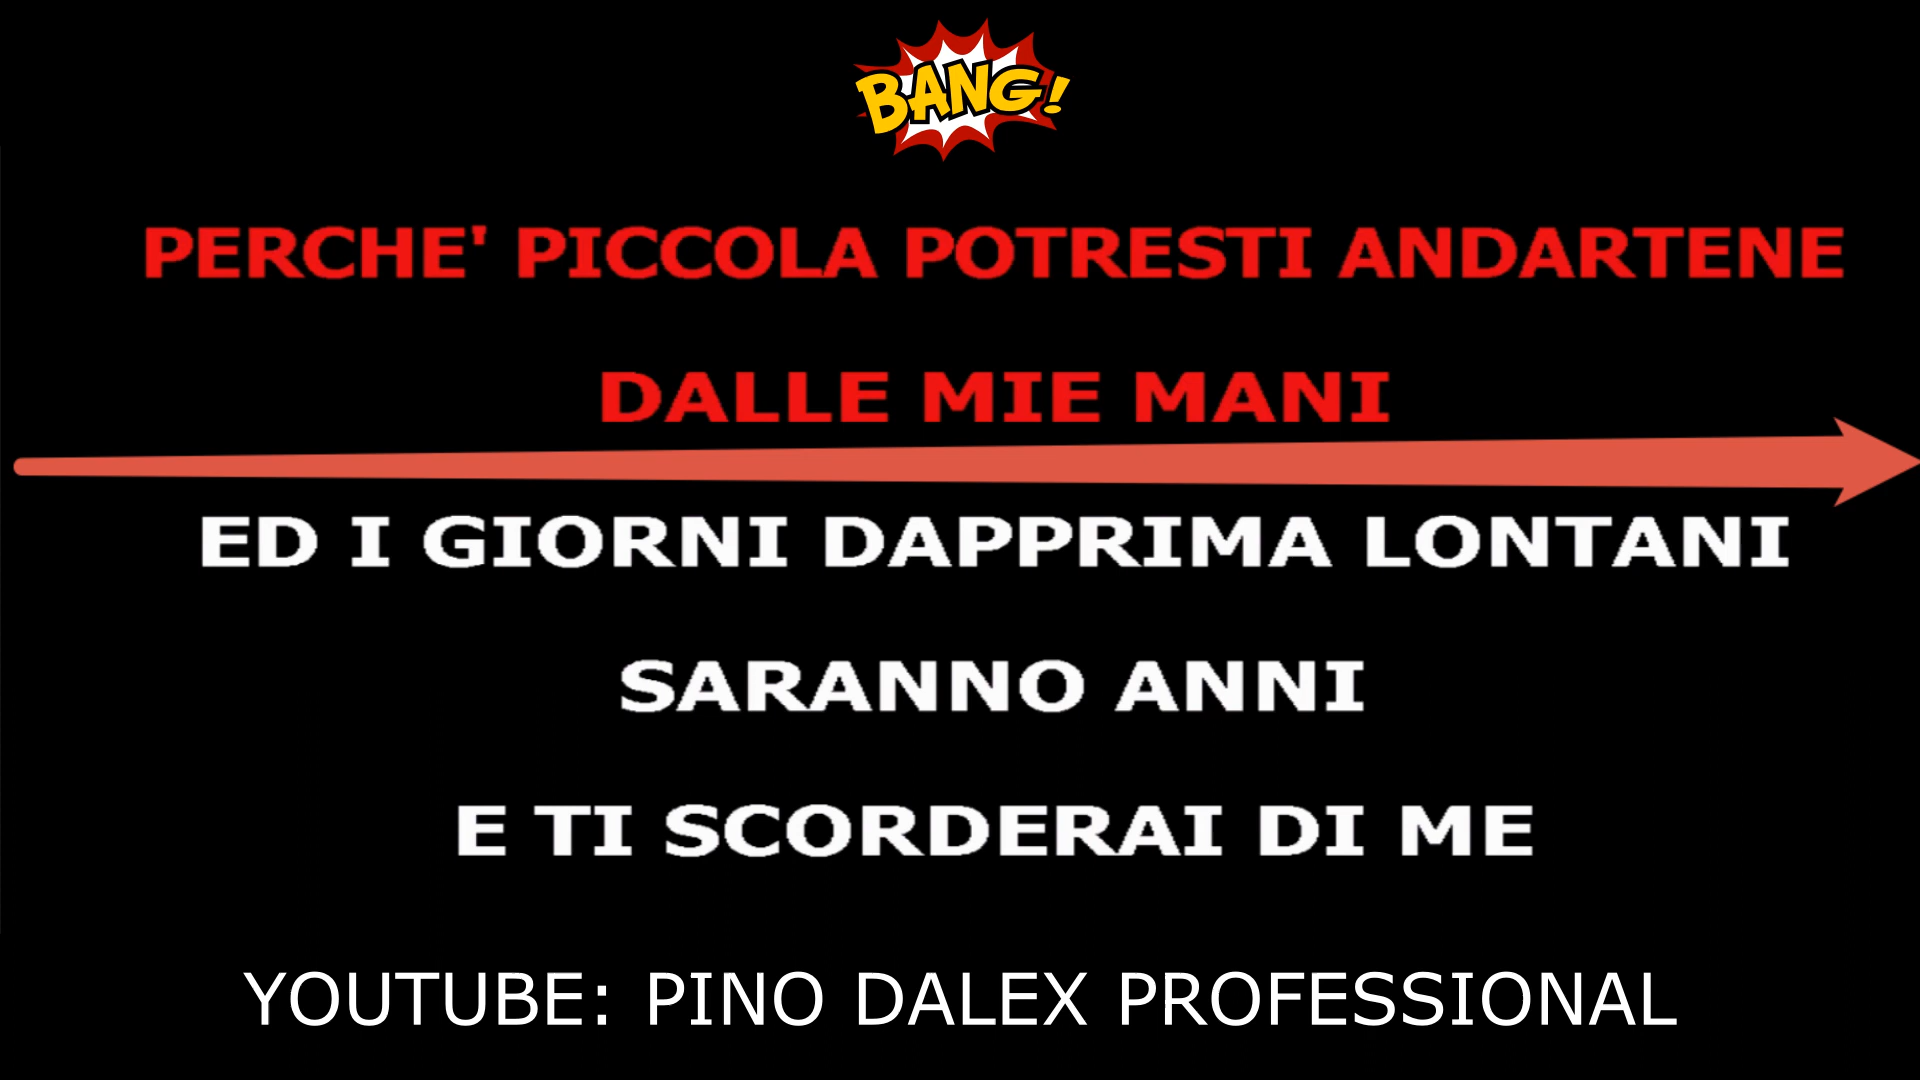 BANG!
PERCHE' PICCOLA POTRESTI ANDARTENE
DALLE MIE MANI
ED I GIORNI DAPPRIMA LONTANI
SARANNO ANNI
E TI SCORDERAI DI ME
YOUTUBE: PINO DALEX PROFESSIONAL